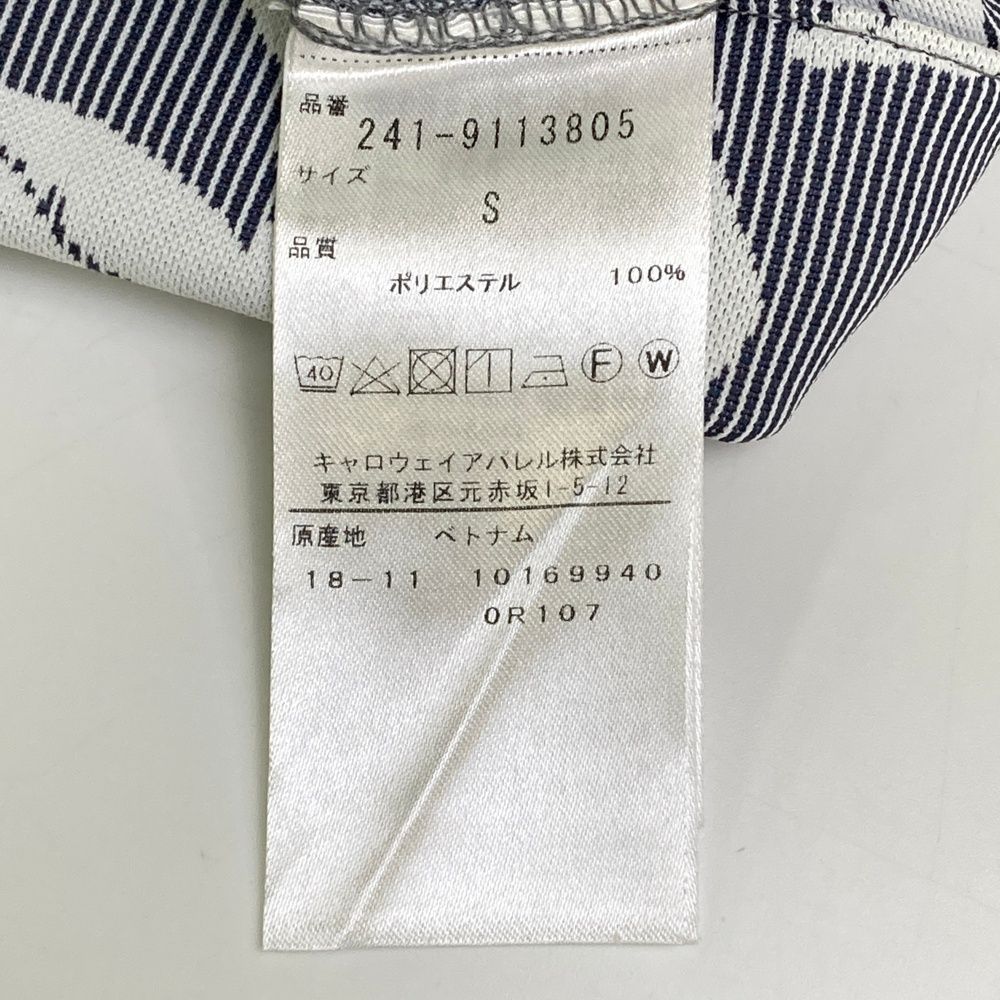 品番
241-9113805
サイズ
S
品質
ポリエステル 100%
40 F W
キャロウェイアパレル株式会社
東京都港区元赤坂1-5-12
原産地 ベトナム
18-11 10169940
0R107